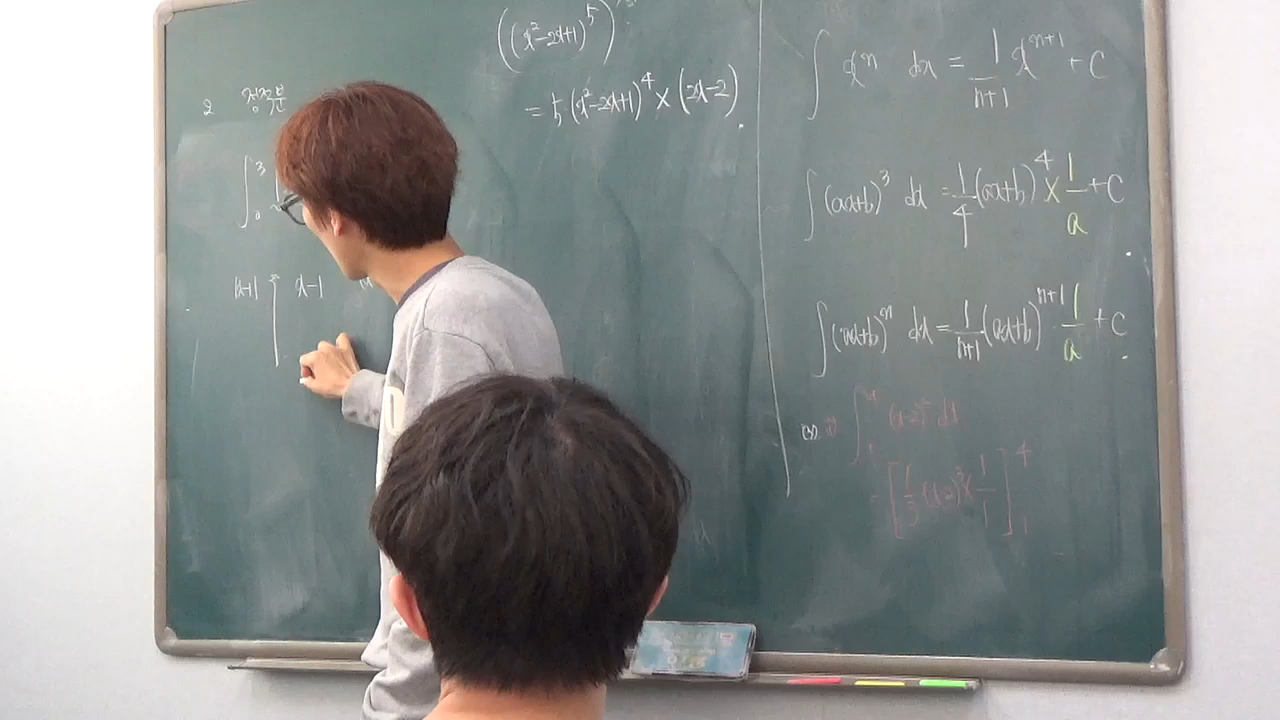 2 치환적분
((x²-2x+1)⁵)'
= 5·(x²-2x+1)⁴×(2x-2)
∫₀³
x+1 | x-1
∫ xⁿ dx = 1/(n+1) xⁿ⁺¹ + C
∫(ax+b)³ dx = 1/4 (ax+b)⁴ × 1/a + C
∫(ax+b)ⁿ dx = 1/(n+1) (ax+b)ⁿ⁺¹ · 1/a + C
∫₁⁴ (x-2)² dx
= [1/3 (x-2)³ × 1/1]₁⁴